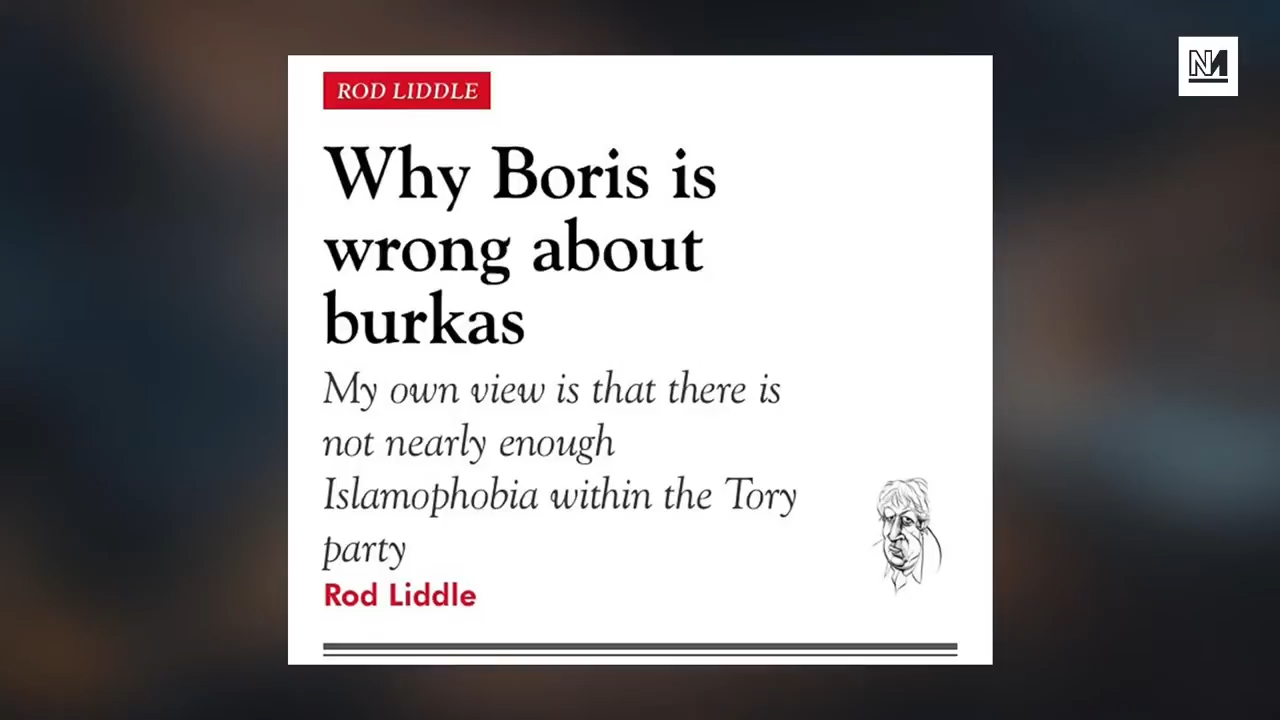 ROD LIDDLE
NM
Why Boris is
wrong about
burkas
My own view is that there is
not nearly enough
Islamophobia within the Tory
party
Rod Liddle